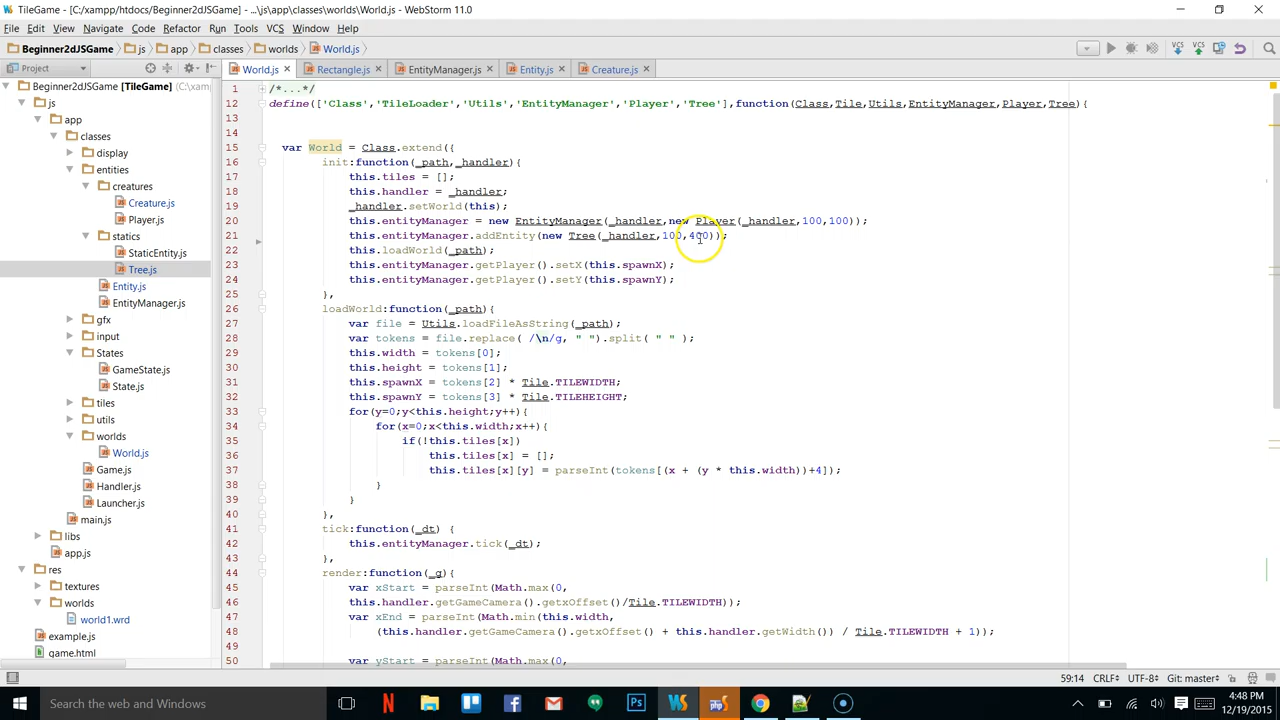 TileGame - [C:\xampp\htdocs\Beginner2dJSGame] - ...\js\app\classes\worlds\World.js - WebStorm 11.0
File Edit View Navigate Code Refactor Run Tools VCS Window Help
Beginner2dJSGame js app classes worlds World.js
Project World.js Rectangle.js EntityManager.js Entity.js Creature.js
Beginner2dJSGame [TileGame] (C:\xam
js
app
classes
display
entities
creatures
Creature.js
Player.js
statics
StaticEntity.js
Tree.js
Entity.js
EntityManager.js
gfx
input
States
GameState.js
State.js
tiles
utils
worlds
World.js
Game.js
Handler.js
Launcher.js
main.js
libs
app.js
res
textures
worlds
world1.wrd
example.js
game.html
1 /*...*/
12 define(['Class','TileLoader','Utils','EntityManager','Player','Tree'],function(Class,Tile,Utils,EntityManager,Player,Tree){
13
14
15 var World = Class.extend({
16 init:function(_path,_handler){
17 this.tiles = [];
18 this.handler = _handler;
19 _handler.setWorld(this);
20 this.entityManager = new EntityManager(_handler,new Player(_handler,100,100));
21 this.entityManager.addEntity(new Tree(_handler,100,400));
22 this.loadWorld(_path);
23 this.entityManager.getPlayer().setX(this.spawnX);
24 this.entityManager.getPlayer().setY(this.spawnY);
25 },
26 loadWorld:function(_path){
27 var file = Utils.loadFileAsString(_path);
28 var tokens = file.replace( /\n/g, " ").split( " " );
29 this.width = tokens[0];
30 this.height = tokens[1];
31 this.spawnX = tokens[2] * Tile.TILEWIDTH;
32 this.spawnY = tokens[3] * Tile.TILEHEIGHT;
33 for(y=0;y<this.height;y++){
34 for(x=0;x<this.width;x++){
35 if(!this.tiles[x])
36 this.tiles[x] = [];
37 this.tiles[x][y] = parseInt(tokens[(x + (y * this.width))+4]);
38 }
39 }
40 },
41 tick:function(_dt) {
42 this.entityManager.tick(_dt);
43 },
44 render:function(_g){
45 var xStart = parseInt(Math.max(0,
46 this.handler.getGameCamera().getxOffset()/Tile.TILEWIDTH));
47 var xEnd = parseInt(Math.min(this.width,
48 (this.handler.getGameCamera().getxOffset() + this.handler.getWidth()) / Tile.TILEWIDTH + 1));
49
50 var yStart = parseInt(Math.max(0,
59:14 CRLF÷ UTF-8÷ Git: master÷
Search the web and Windows
4:48 PM
12/19/2015